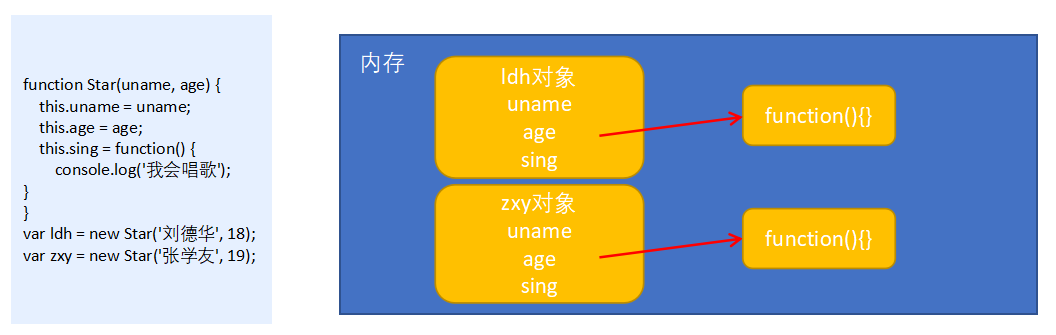 function Star(uname, age) {
this.uname = uname;
this.age = age;
this.sing = function() {
console.log('我会唱歌');
}
}
var ldh = new Star('刘德华', 18);
var zxy = new Star('张学友', 19);
内存
ldh对象
uname
age
sing
function(){}
zxy对象
uname
age
sing
function(){}